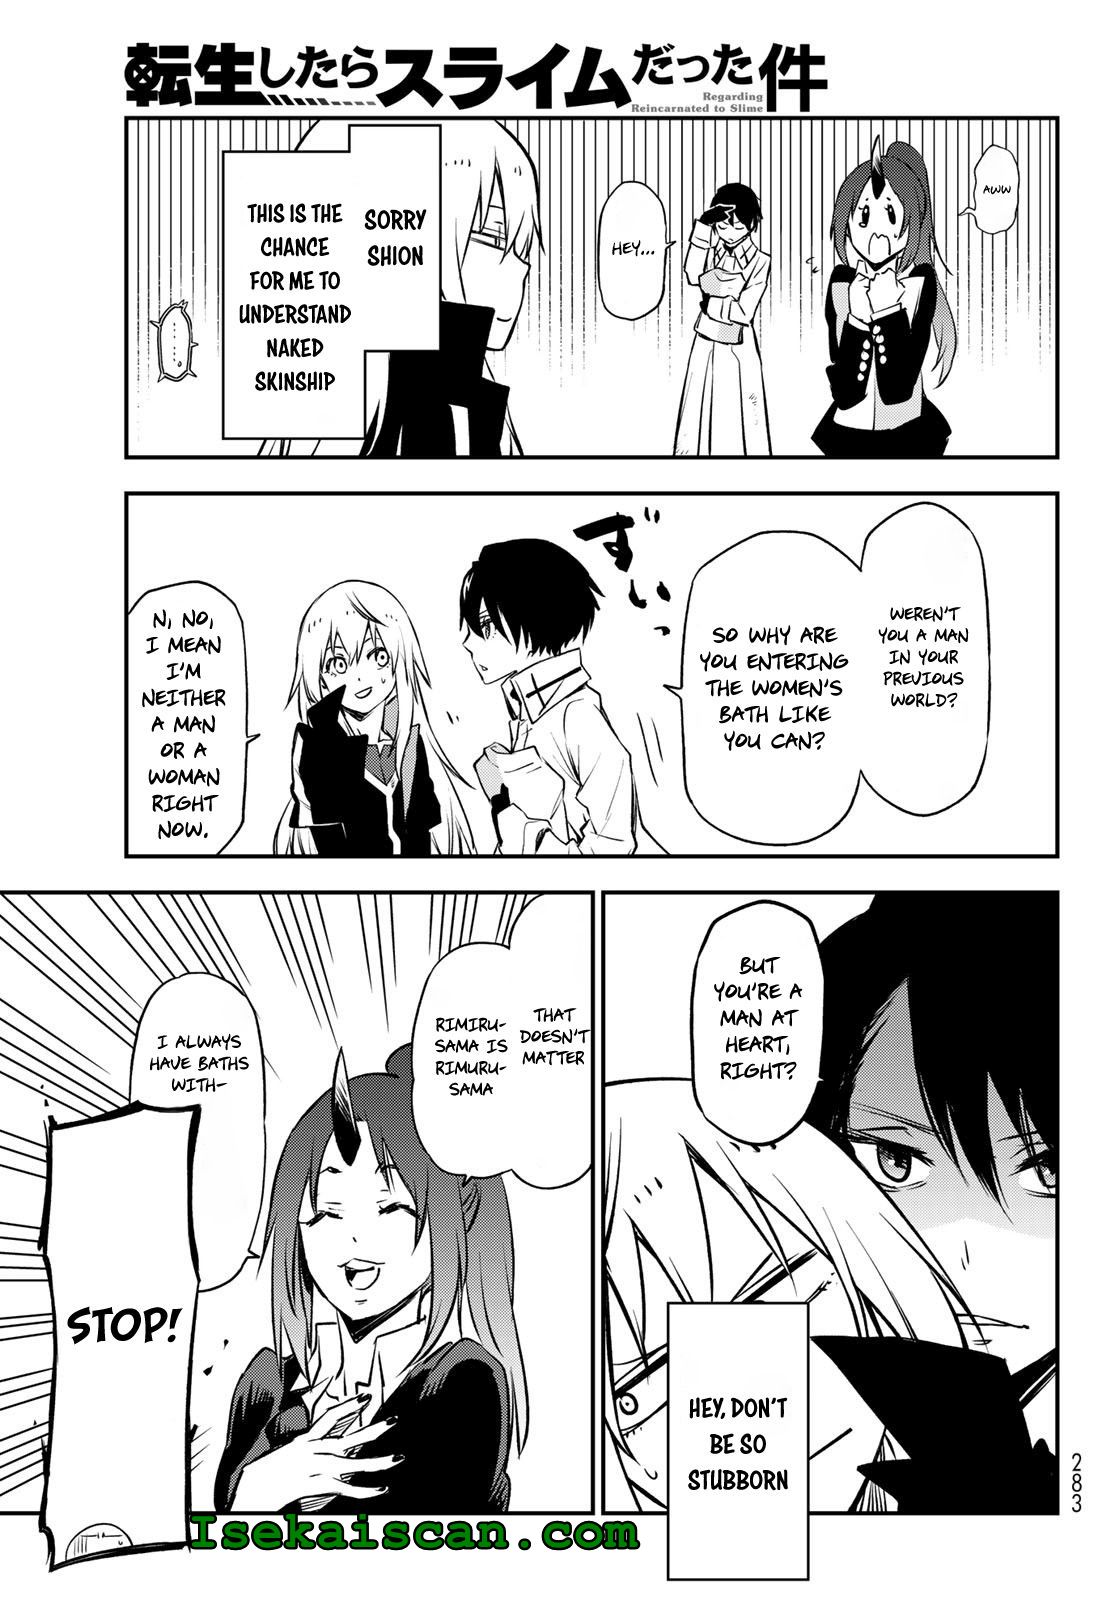 転生したらスライムだった件
Regarding
Reincarnated to Slime
AWW
HEY...
SORRY
SHION
THIS IS THE
CHANCE
FOR ME TO
UNDERSTAND
NAKED
SKINSHIP
......
WEREN'T
YOU A MAN
IN YOUR
PREVIOUS
WORLD?
SO WHY ARE
YOU ENTERING
THE WOMEN'S
BATH LIKE
YOU CAN?
ずいっ
N, NO,
I MEAN
I'M
NEITHER
A MAN
OR A
WOMAN
RIGHT
NOW.
BUT
YOU'RE A
MAN AT
HEART,
RIGHT?
HEY, DON'T
BE SO
STUBBORN
THAT
DOESN'T
MATTER
RIMIRU-
SAMA IS
RIMURU-
SAMA
I ALWAYS
HAVE BATHS
WITH-
STOP!
283
Isekaiscan.com